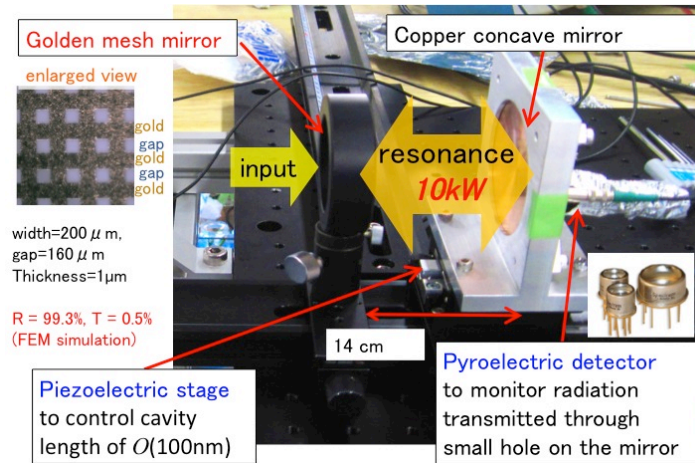 Golden mesh mirror
Copper concave mirror
enlarged view
gold
gap
gold
gap
gold
input
resonance
10kW
width=200μm,
gap=160μm
Thickness=1μm
R = 99.3%, T = 0.5%
(FEM simulation)
14 cm
Piezoelectric stage
to control cavity
length of O(100nm)
Pyroelectric detector
to monitor radiation
transmitted through
small hole on the mirror